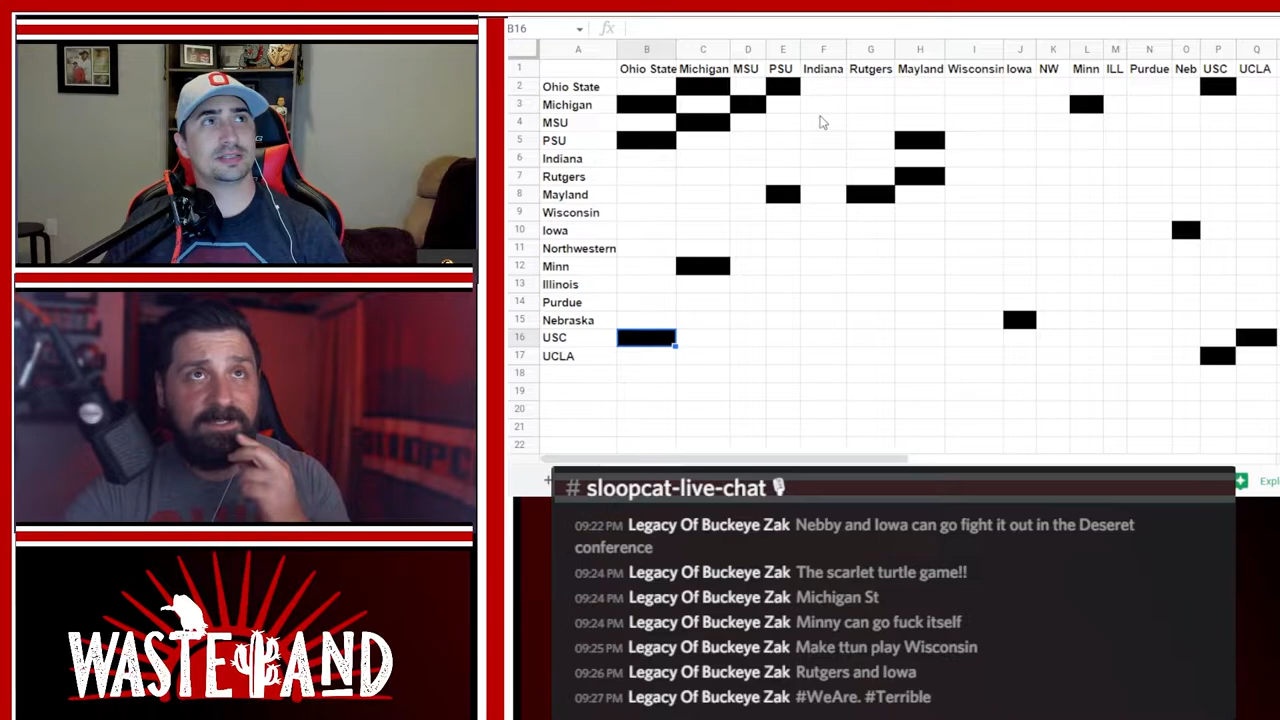 B16
fx
A B C D E F G H I J K L M N O P Q
1 Ohio State Michigan MSU PSU Indiana Rutgers Mayland Wisconsin Iowa NW Minn ILL Purdue Neb USC UCLA
2 Ohio State
3 Michigan
4 MSU
5 PSU
6 Indiana
7 Rutgers
8 Mayland
9 Wisconsin
10 Iowa
11 Northwestern
12 Minn
13 Illinois
14 Purdue
15 Nebraska
16 USC
17 UCLA
18
19
20
21
22
+
Expl
# sloopcat-live-chat
09:22 PM Legacy Of Buckeye Zak Nebby and Iowa can go fight it out in the Deseret
conference
09:24 PM Legacy Of Buckeye Zak The scarlet turtle game!!
09:24 PM Legacy Of Buckeye Zak Michigan St
09:24 PM Legacy Of Buckeye Zak Minny can go fuck itself
09:25 PM Legacy Of Buckeye Zak Make ttun play Wisconsin
09:26 PM Legacy Of Buckeye Zak Rutgers and Iowa
09:27 PM Legacy Of Buckeye Zak #WeAre. #Terrible
O
WASTELAND